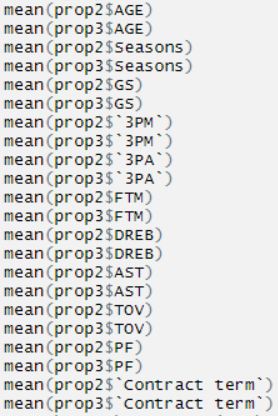 mean(prop2$AGE)
mean(prop3$AGE)
mean(prop2$Seasons)
mean(prop3$Seasons)
mean(prop2$GS)
mean(prop3$GS)
mean(prop2$`3PM`)
mean(prop3$`3PM`)
mean(prop2$`3PA`)
mean(prop3$`3PA`)
mean(prop2$FTM)
mean(prop3$FTM)
mean(prop2$DREB)
mean(prop3$DREB)
mean(prop2$AST)
mean(prop3$AST)
mean(prop2$TOV)
mean(prop3$TOV)
mean(prop2$PF)
mean(prop3$PF)
mean(prop2$`Contract term`)
mean(prop3$`Contract term`)